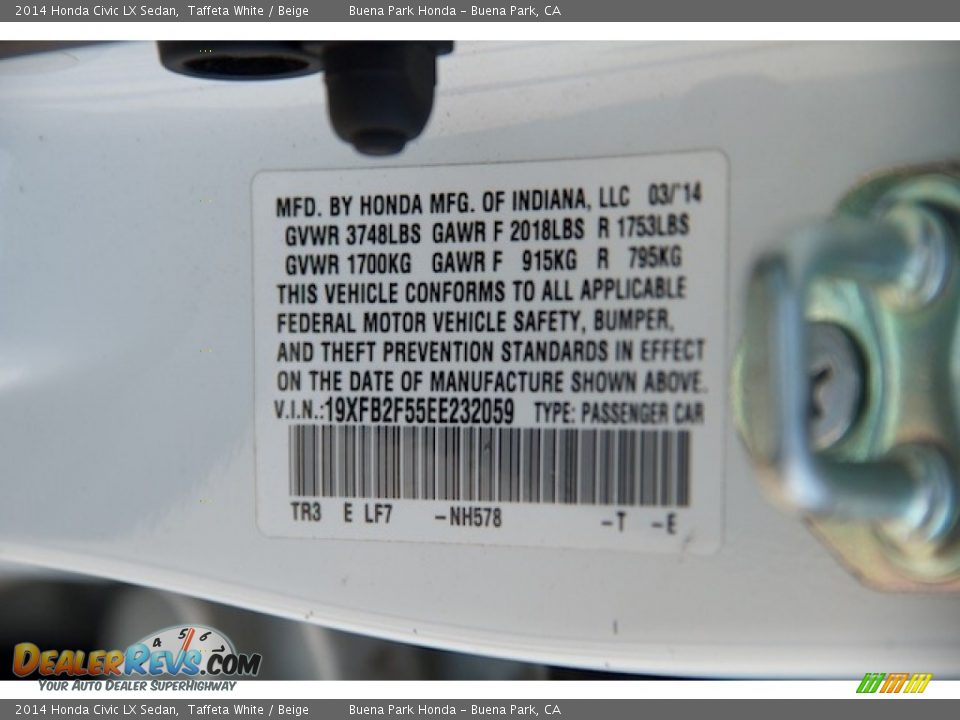 2014 Honda Civic LX Sedan, Taffeta White / Beige Buena Park Honda - Buena Park, CA
MFD. BY HONDA MFG. OF INDIANA, LLC 03/'14
GVWR 3748LBS GAWR F 2018LBS R 1753LBS
GVWR 1700KG GAWR F 915KG R 795KG
THIS VEHICLE CONFORMS TO ALL APPLICABLE
FEDERAL MOTOR VEHICLE SAFETY, BUMPER,
AND THEFT PREVENTION STANDARDS IN EFFECT
ON THE DATE OF MANUFACTURE SHOWN ABOVE.
V.I.N.:19XFB2F55EE232059 TYPE: PASSENGER CAR
TR3 E LF7 -NH578 -T -E
4 5 6
DEALERREVS.COM
YOUR AUTO DEALER SUPERHIGHWAY
2014 Honda Civic LX Sedan, Taffeta White / Beige Buena Park Honda - Buena Park, CA